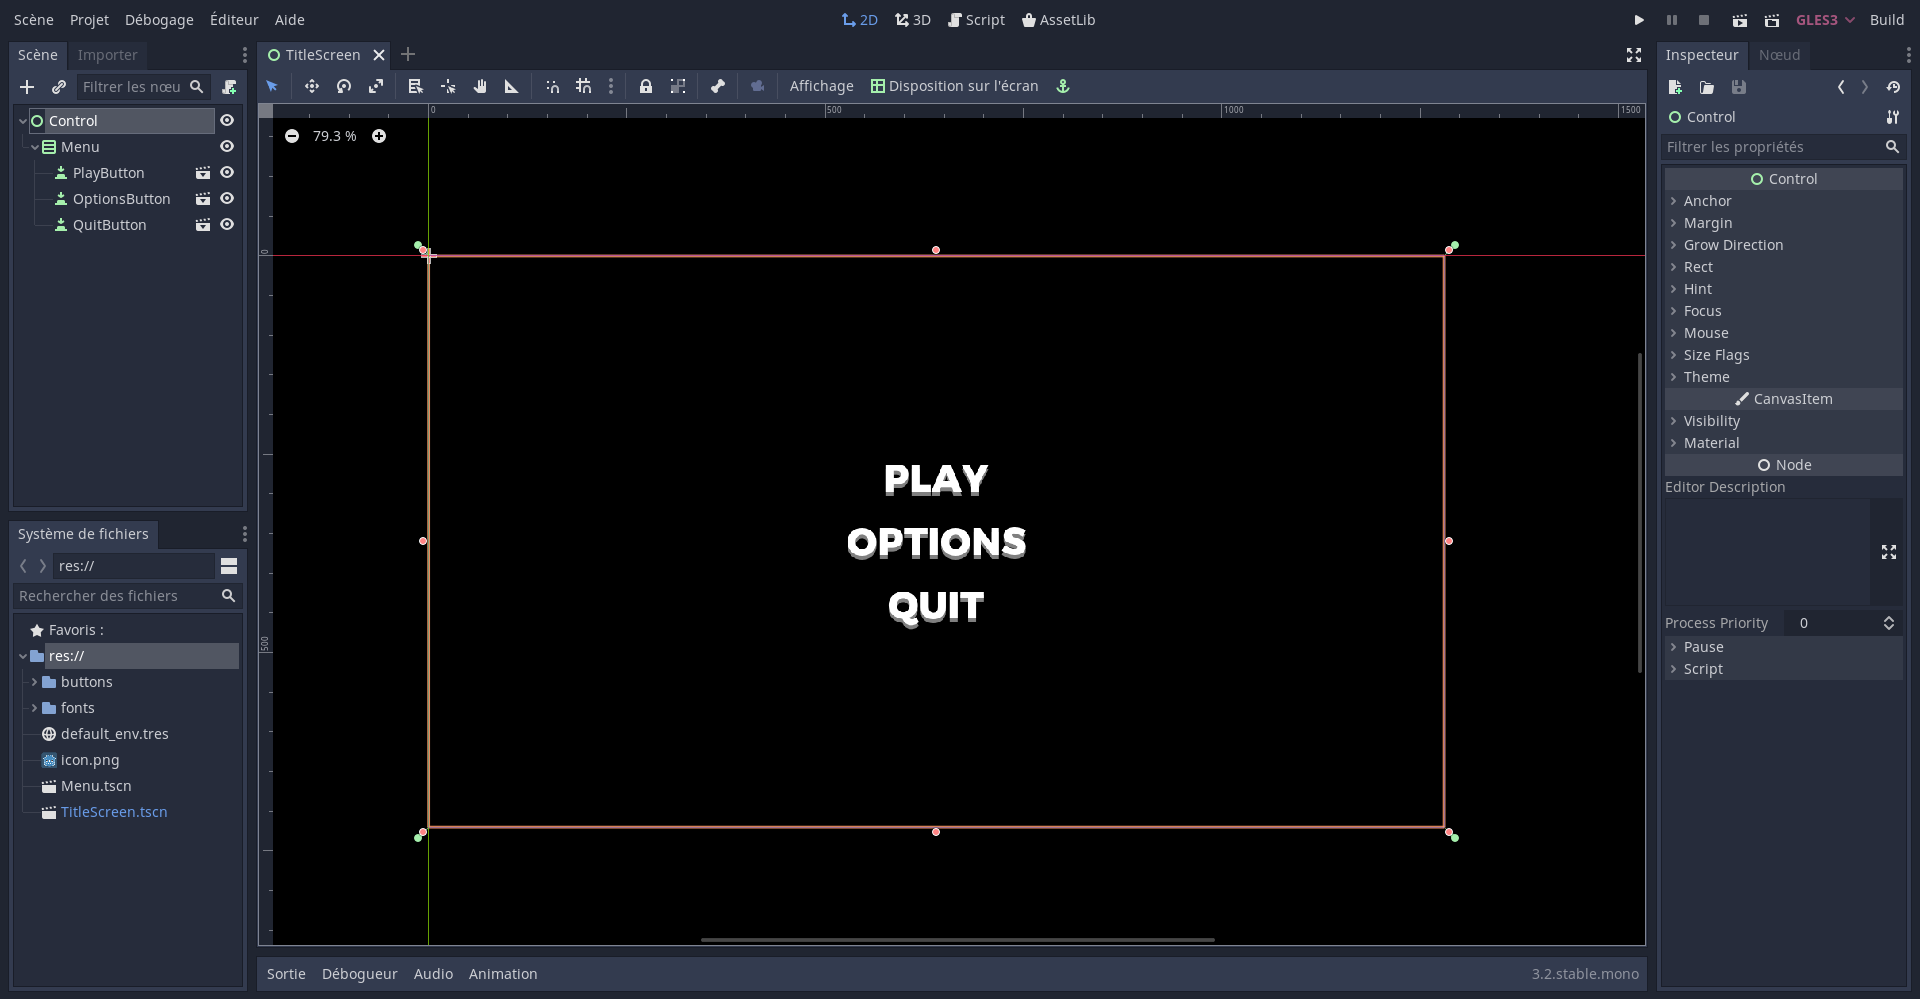 Scène Projet Débogage Éditeur Aide 2D 3D Script AssetLib GLES3 Build
Scène Importer
Filtrer les nœu
Control
Menu
PlayButton
OptionsButton
QuitButton
Système de fichiers
res://
Rechercher des fichiers
Favoris :
res://
buttons
fonts
default_env.tres
icon.png
Menu.tscn
TitleScreen.tscn
TitleScreen
Affichage Disposition sur l'écran
0 500 1000 1500
79.3 %
0
500
PLAY
OPTIONS
QUIT
Sortie Débogueur Audio Animation 3.2.stable.mono
Inspecteur Nœud
Control
Filtrer les propriétés
Control
Anchor
Margin
Grow Direction
Rect
Hint
Focus
Mouse
Size Flags
Theme
CanvasItem
Visibility
Material
Node
Editor Description
Process Priority 0
Pause
Script